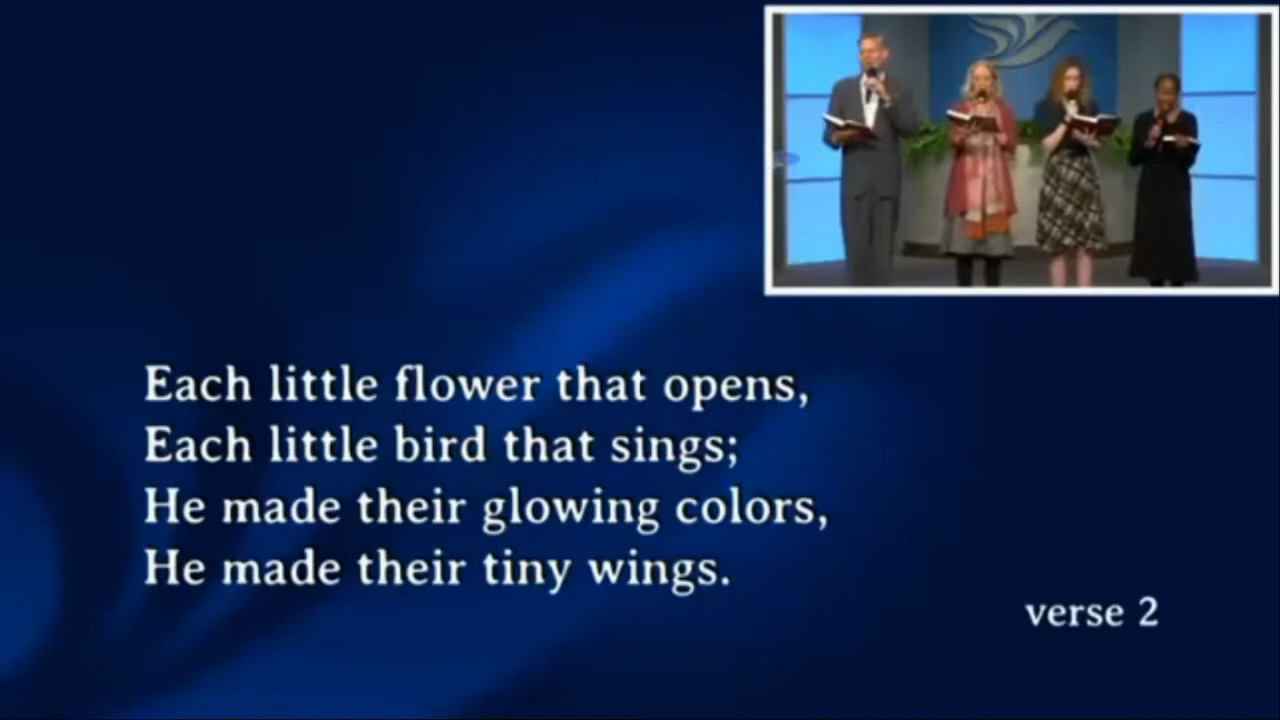 Each little flower that opens,
Each little bird that sings;
He made their glowing colors,
He made their tiny wings.
verse 2